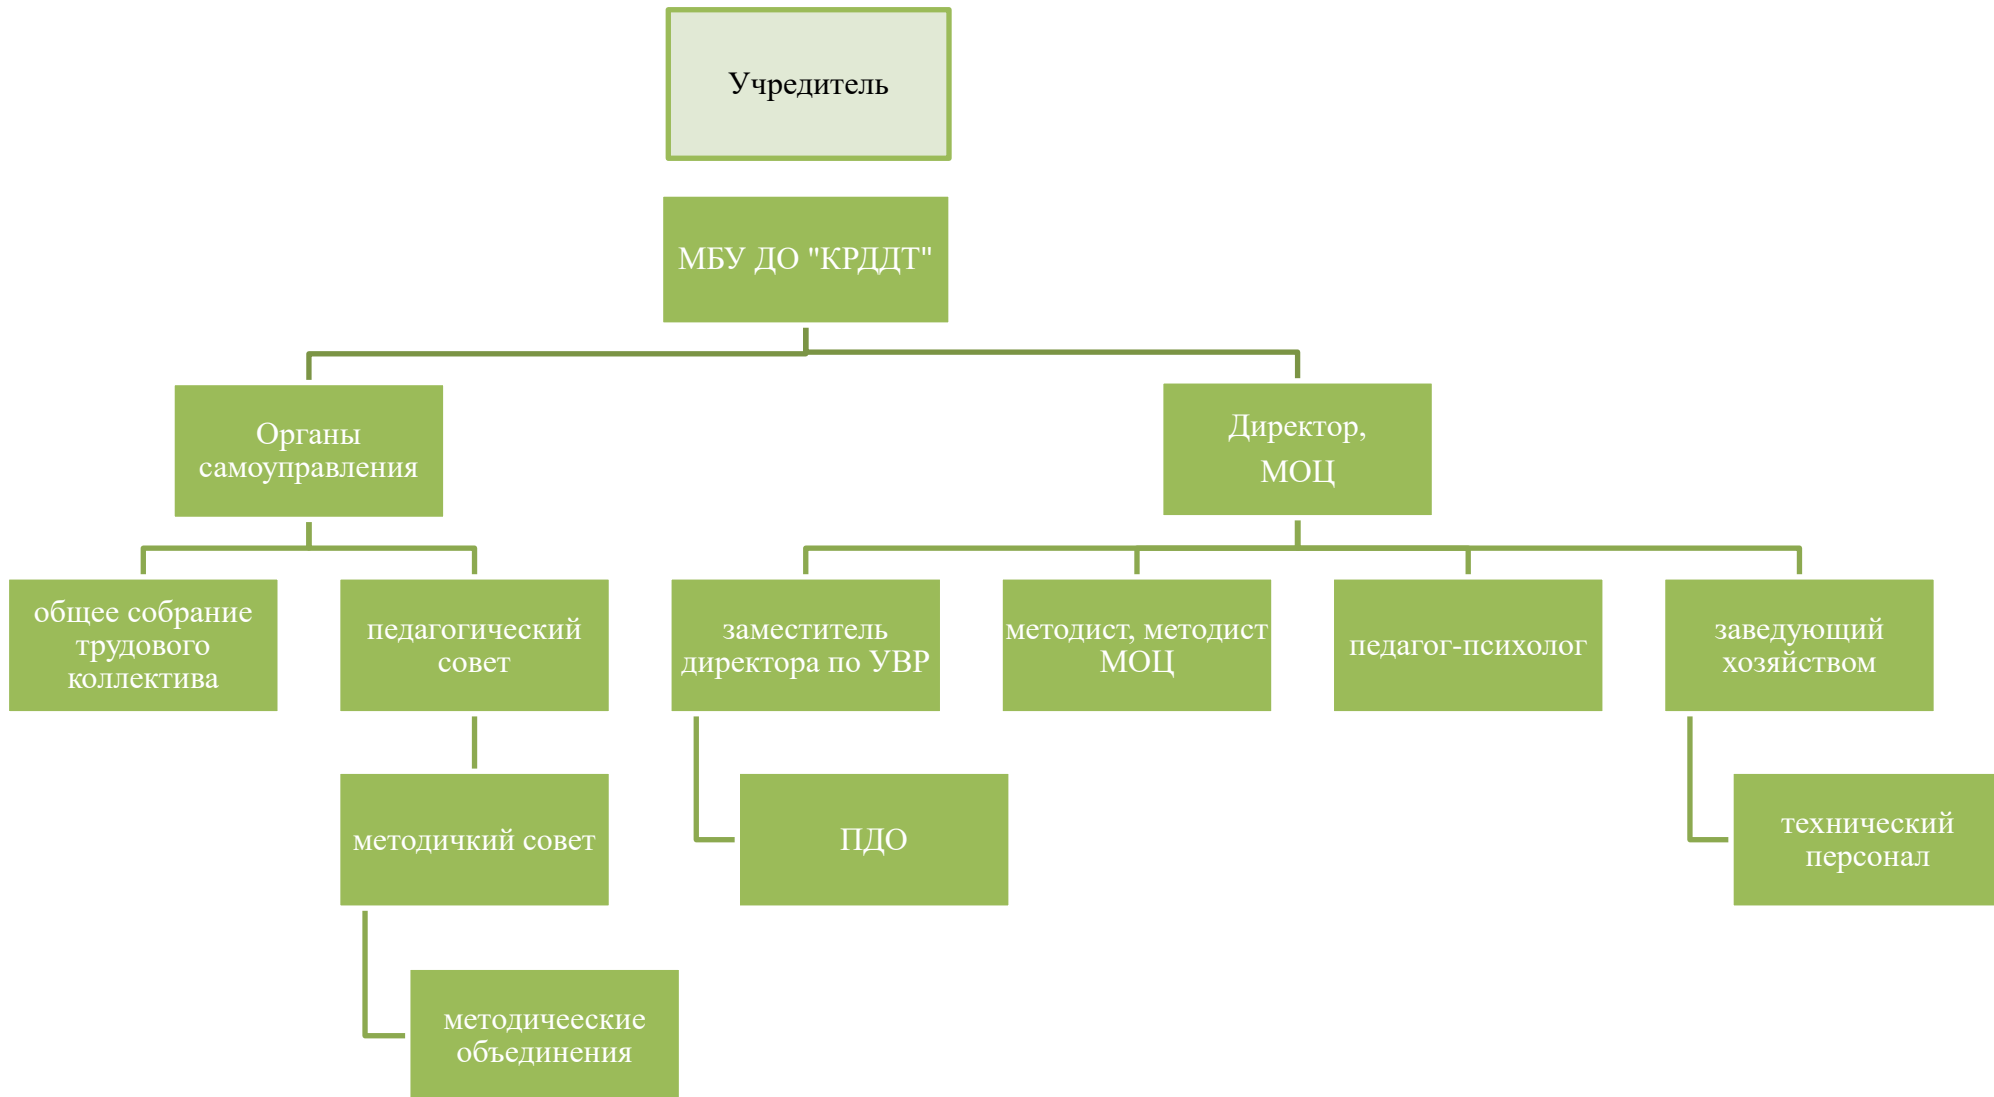 Учредитель
МБУ ДО "КРДДТ"
Органы
самоуправления
Директор,
МОЦ
общее собрание
трудового
коллектива
педагогический
совет
заместитель
директора по УВР
методист, методист
МОЦ
педагог-психолог
заведующий
хозяйством
методичкий совет
ПДО
технический
персонал
методичееские
объединения